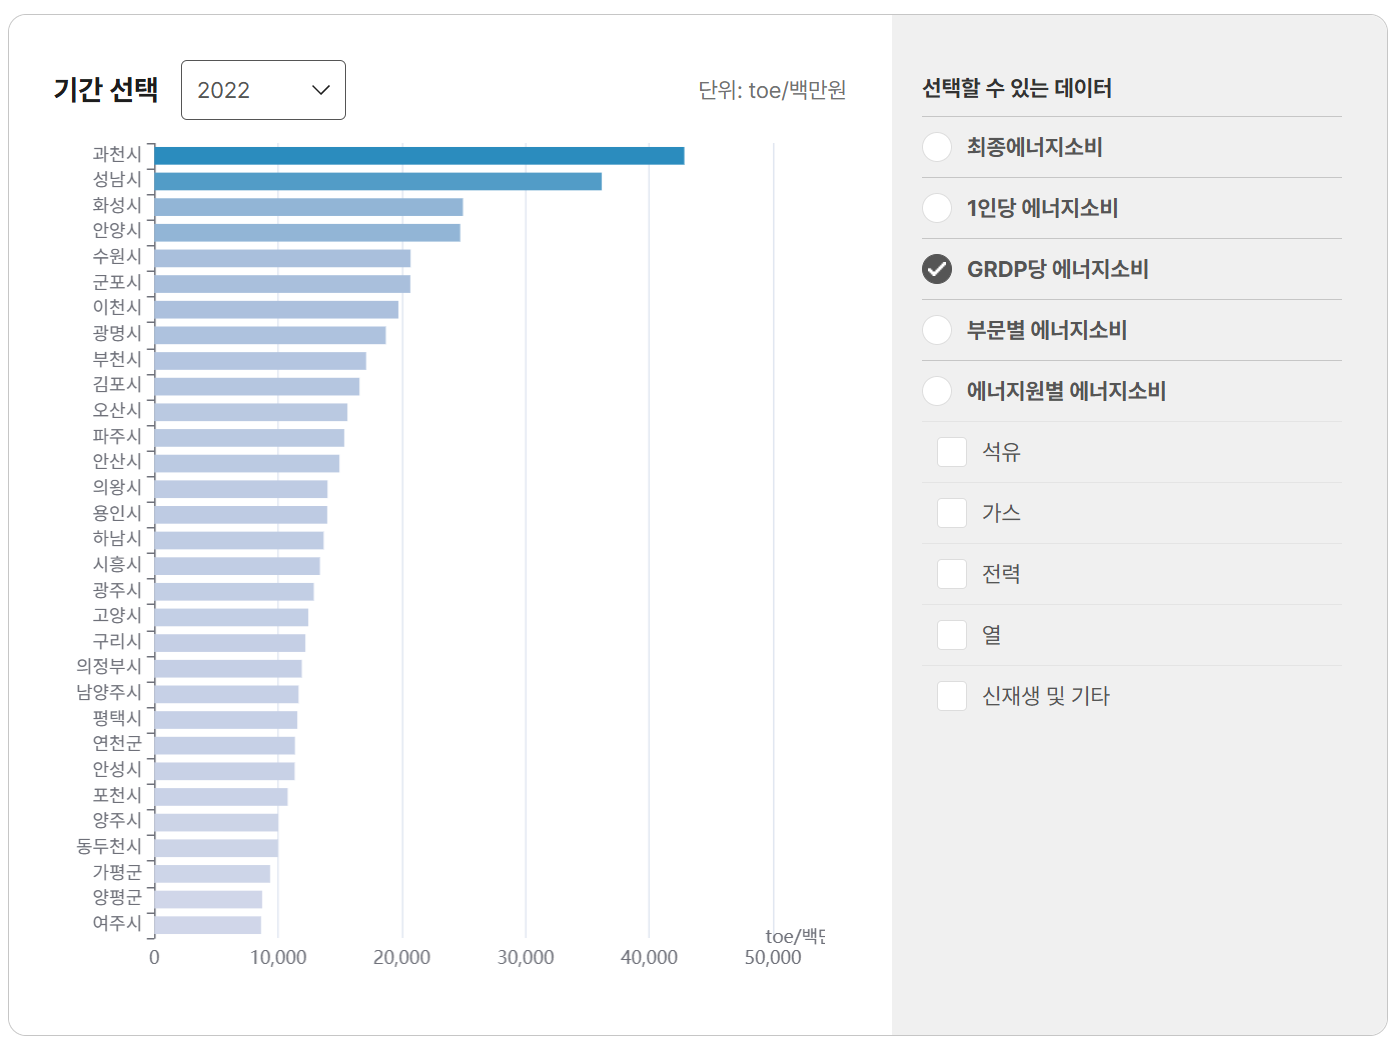 기간 선택
2022
단위: toe/백만원
과천시
성남시
화성시
안양시
수원시
군포시
이천시
광명시
부천시
김포시
오산시
파주시
안산시
의왕시
용인시
하남시
시흥시
광주시
고양시
구리시
의정부시
남양주시
평택시
연천군
안성시
포천시
양주시
동두천시
가평군
양평군
여주시
toe/백
0 10,000 20,000 30,000 40,000 50,000
선택할 수 있는 데이터
최종에너지소비
1인당 에너지소비
GRDP당 에너지소비
부문별 에너지소비
에너지원별 에너지소비
석유
가스
전력
열
신재생 및 기타